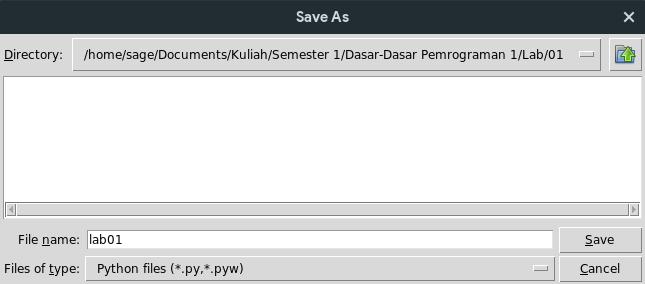 Save As
Directory: /home/sage/Documents/Kuliah/Semester 1/Dasar-Dasar Pemrograman 1/Lab/01
File name: lab01 Save
Files of type: Python files (*.py,*.pyw) Cancel